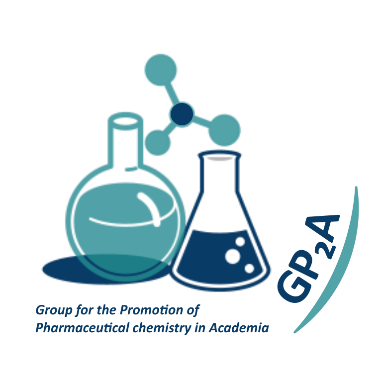 GP₂A
Group for the Promotion of
Pharmaceutical chemistry in Academia